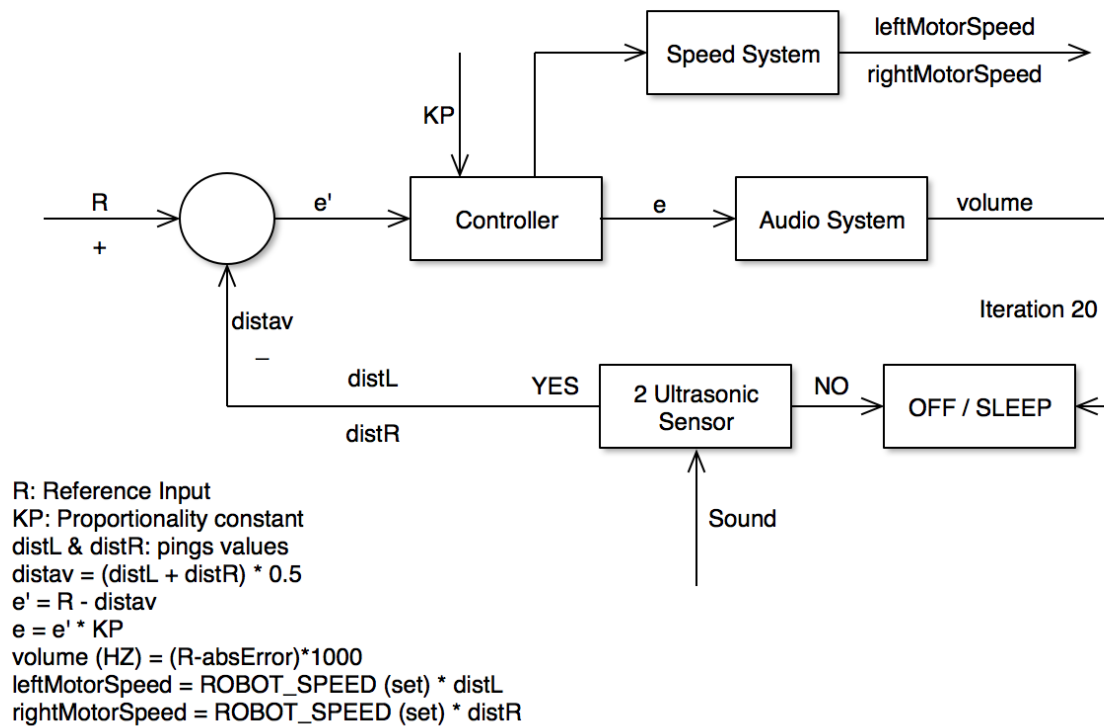 leftMotorSpeed
Speed System
rightMotorSpeed
KP
R
+
e'
Controller
e
Audio System
volume
Iteration 20
distav
–
distL
YES
2 Ultrasonic
Sensor
NO
OFF / SLEEP
distR
Sound
R: Reference Input
KP: Proportionality constant
distL & distR: pings values
distav = (distL + distR) * 0.5
e' = R - distav
e = e' * KP
volume (HZ) = (R-absError)*1000
leftMotorSpeed = ROBOT_SPEED (set) * distL
rightMotorSpeed = ROBOT_SPEED (set) * distR